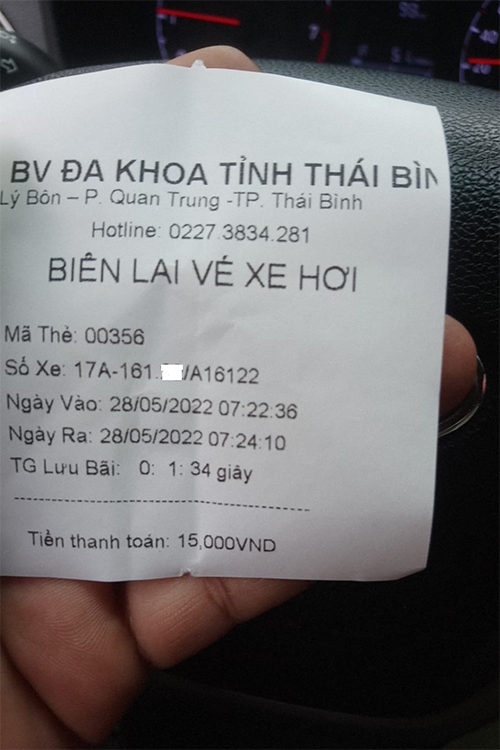 BV ĐA KHOA TỈNH THÁI BÌN
Lý Bôn – P. Quan Trung -TP. Thái Bình
Hotline: 0227.3834.281
BIÊN LAI VÉ XE HƠI
Mã Thẻ: 00356
Số Xe: 17A-161. /A16122
Ngày Vào: 28/05/2022 07:22:36
Ngày Ra: 28/05/2022 07:24:10
TG Lưu Bãi: 0: 1: 34 giây
Tiền thanh toán: 15,000VND